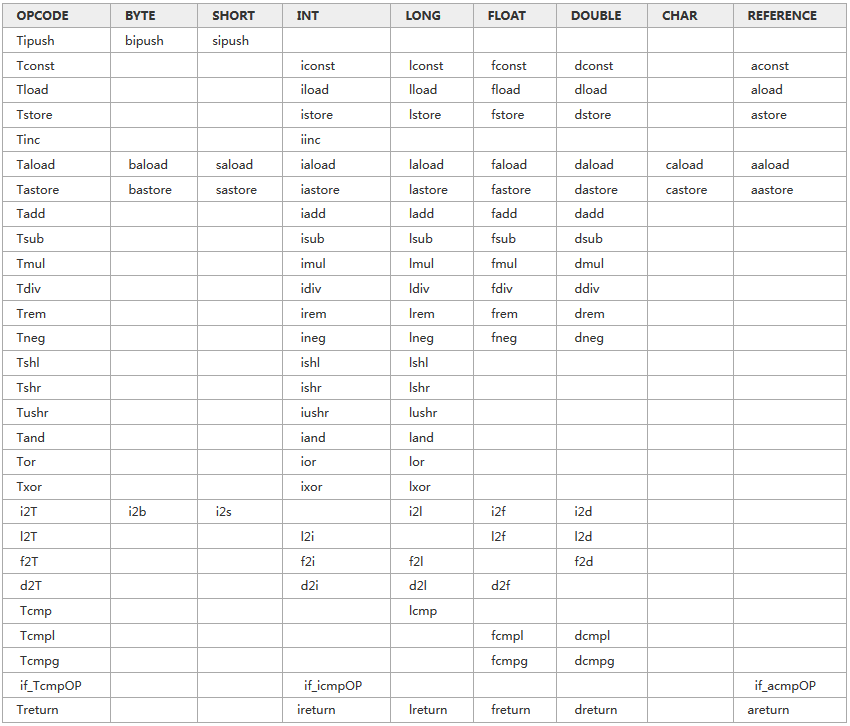 OPCODE BYTE SHORT INT LONG FLOAT DOUBLE CHAR REFERENCE
Tipush bipush sipush
Tconst iconst lconst fconst dconst aconst
Tload iload lload fload dload aload
Tstore istore lstore fstore dstore astore
Tinc iinc
Taload baload saload iaload laload faload daload caload aaload
Tastore bastore sastore iastore lastore fastore dastore castore aastore
Tadd iadd ladd fadd dadd
Tsub isub lsub fsub dsub
Tmul imul lmul fmul dmul
Tdiv idiv ldiv fdiv ddiv
Trem irem lrem frem drem
Tneg ineg lneg fneg dneg
Tshl ishl lshl
Tshr ishr lshr
Tushr iushr lushr
Tand iand land
Tor ior lor
Txor ixor lxor
i2T i2b i2s i2l i2f i2d
l2T l2i l2f l2d
f2T f2i f2l f2d
d2T d2i d2l d2f
Tcmp lcmp
Tcmpl fcmpl dcmpl
Tcmpg fcmpg dcmpg
if_TcmpOP if_icmpOP if_acmpOP
Treturn ireturn lreturn freturn dreturn areturn